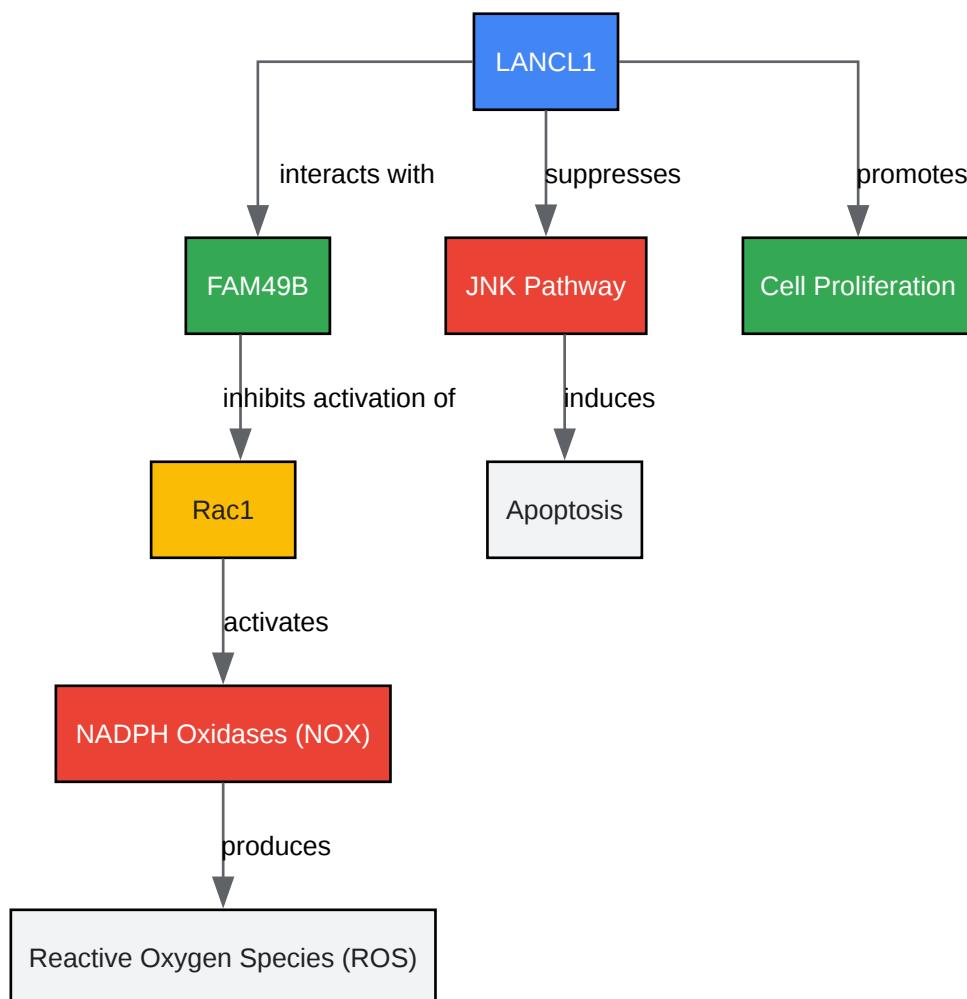 LANCL1
interacts with
suppresses
promotes
FAM49B
JNK Pathway
Cell Proliferation
inhibits activation of
induces
Rac1
Apoptosis
activates
NADPH Oxidases (NOX)
produces
Reactive Oxygen Species (ROS)